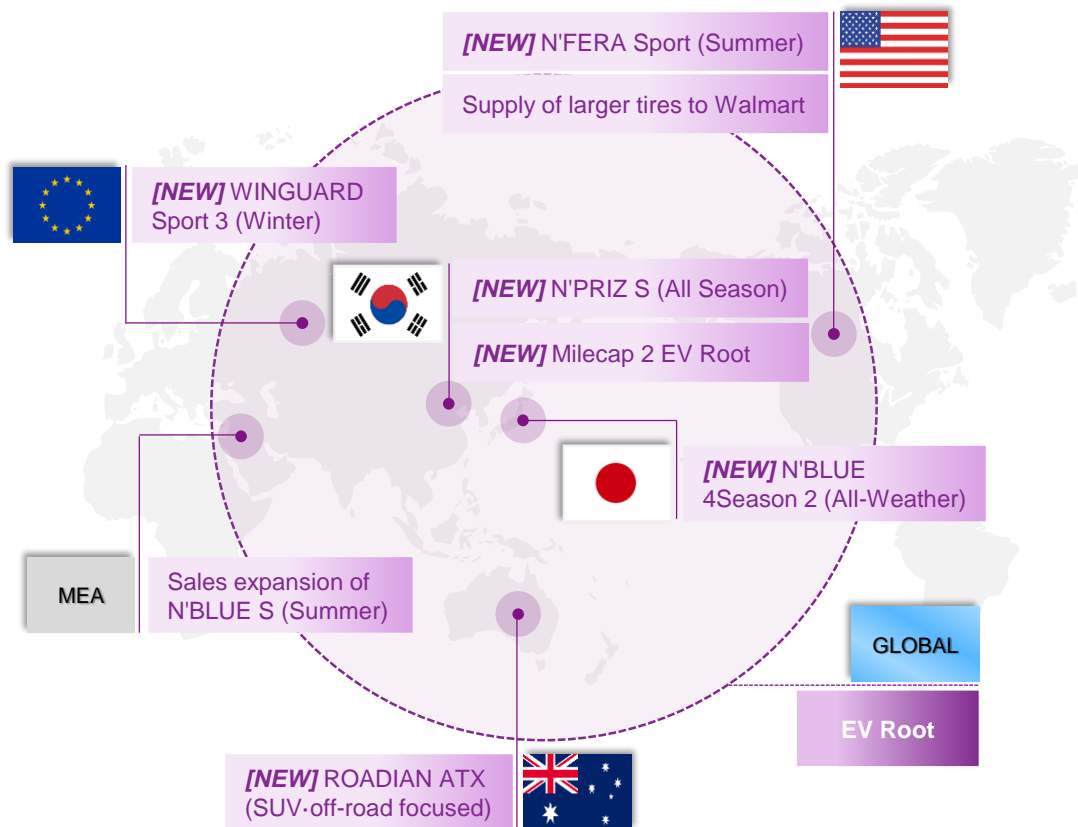 [NEW] N'FERA Sport (Summer)
Supply of larger tires to Walmart
[NEW] WINGUARD
Sport 3 (Winter)
[NEW] N'PRIZ S (All Season)
[NEW] Milecap 2 EV Root
[NEW] N'BLUE
4Season 2 (All-Weather)
MEA
Sales expansion of
N'BLUE S (Summer)
GLOBAL
EV Root
[NEW] ROADIAN ATX
(SUV·off-road focused)